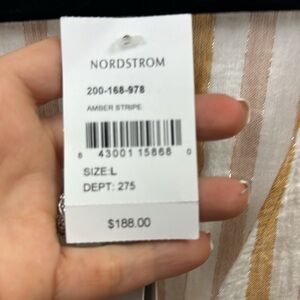 NORDSTROM
200-168-978
AMBER STRIPE
8 43001 15868 0
SIZE:L
DEPT: 275
$188.00